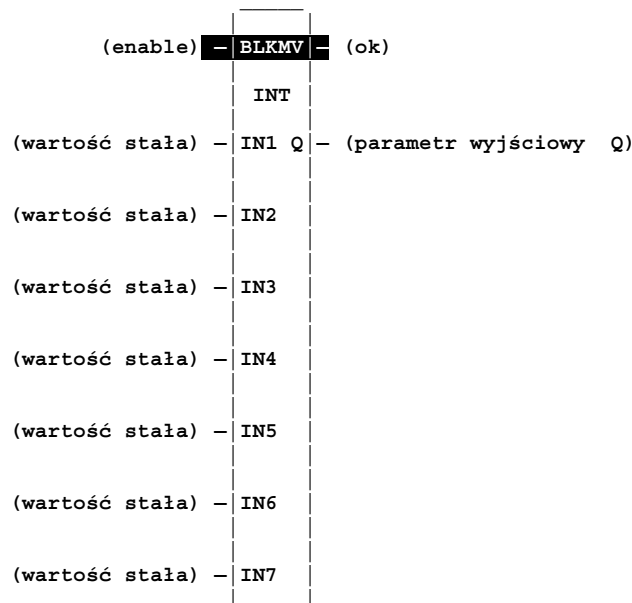 (enable) BLKMV (ok)
INT
(wartość stała) IN1 Q (parametr wyjściowy Q)
(wartość stała) IN2
(wartość stała) IN3
(wartość stała) IN4
(wartość stała) IN5
(wartość stała) IN6
(wartość stała) IN7